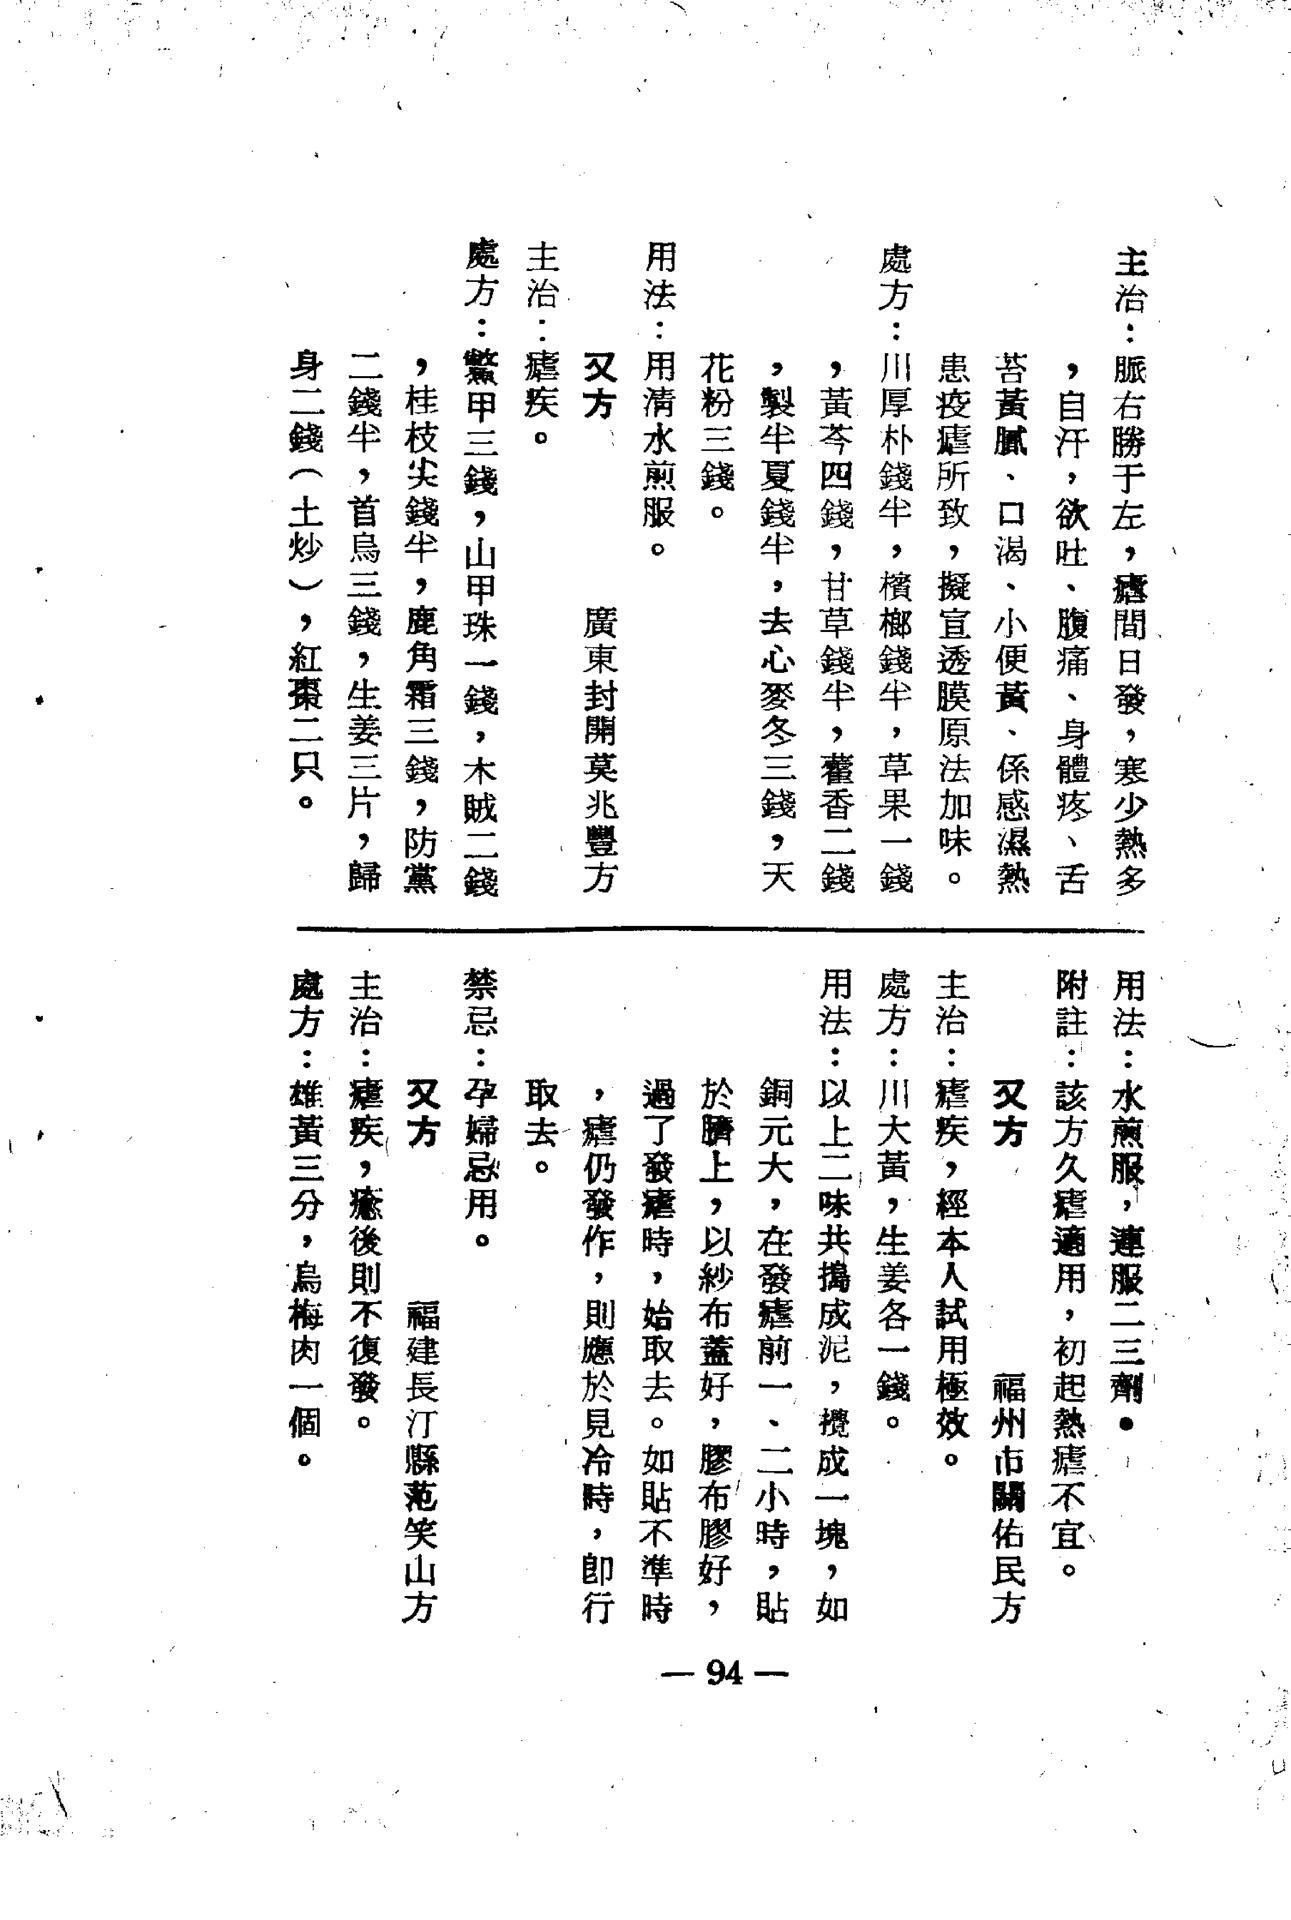 主治：脈右勝于左，瘧間日發，寒少熱多
，自汗，欲吐、腹痛、身體疼、舌
苔黃膩、口渴、小便黃、係感濕熱
患疫瘧所致，擬宣透膜原法加味。
處方：川厚朴錢半，檳榔錢半，草果一錢
，黃芩四錢，甘草錢半，藿香二錢
，製半夏錢半，去心麥冬三錢，天
花粉三錢。
用法：用清水煎服。
又方　　　　廣東封開莫兆豐方
主治：瘧疾。
處方：鱉甲三錢，山甲珠一錢，木賊二錢
，桂枝尖錢半，鹿角霜三錢，防黨
二錢半，首烏三錢，生姜三片，歸
身二錢（土炒），紅棗二只。
用法：水煎服，連服二三劑。
附註：該方久瘧適用，初起熱瘧不宜。
又方　　　　福州市關佑民方
主治：瘧疾，經本人試用極效。
處方：川大黃，生姜各一錢。
用法：以上二味共搗成泥，攪成一塊，如
銅元大，在發瘧前一、二小時，貼
於臍上，以紗布蓋好，膠布膠好，
過了發瘧時，始取去。如貼不準時
，瘧仍發作，則應於見冷時，卽行
取去。
禁忌：孕婦忌用。
又方　　　　福建長汀縣范笑山方
主治：瘧疾，癒後則不復發。
處方：雄黃三分，烏梅肉一個。
— 94 —